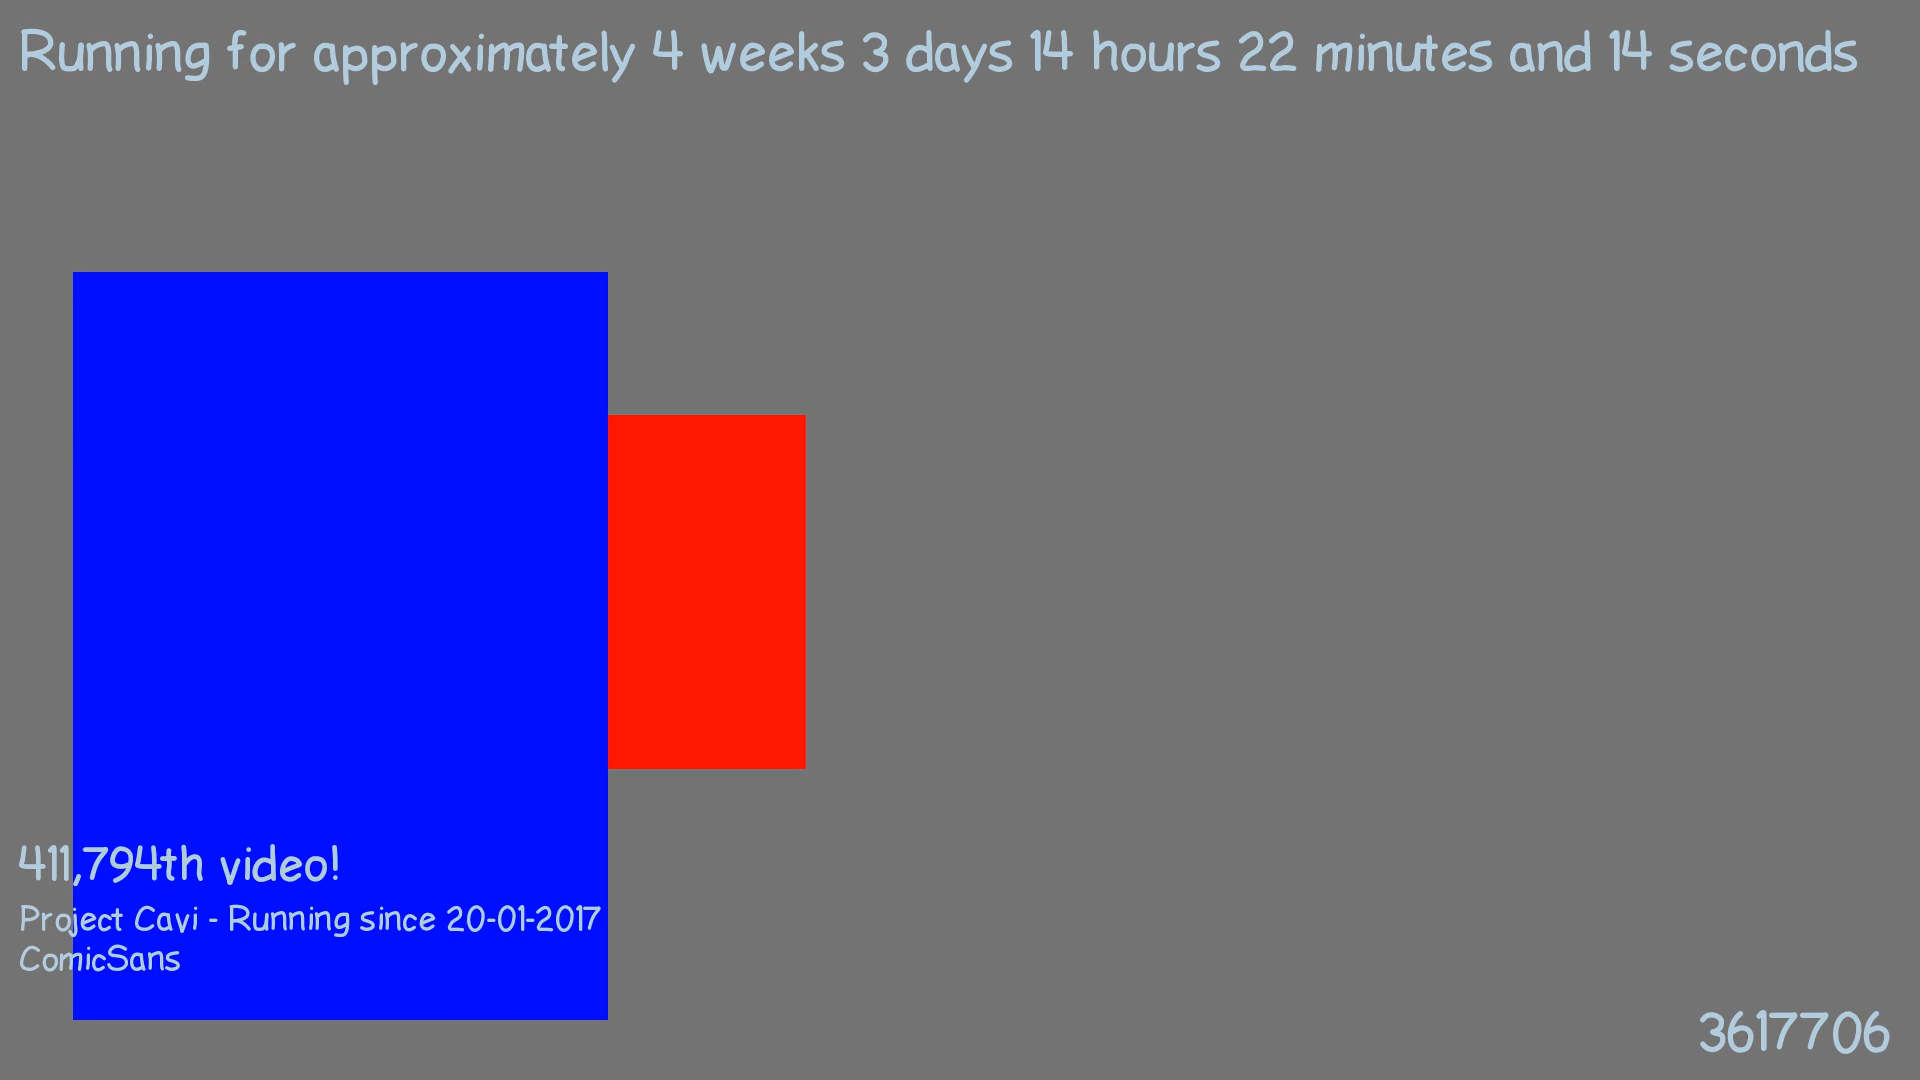 Running for approximately 4 weeks 3 days 14 hours 22 minutes and 14 seconds
411,794th video!
Project Cavi - Running since 20-01-2017
ComicSans
3617706